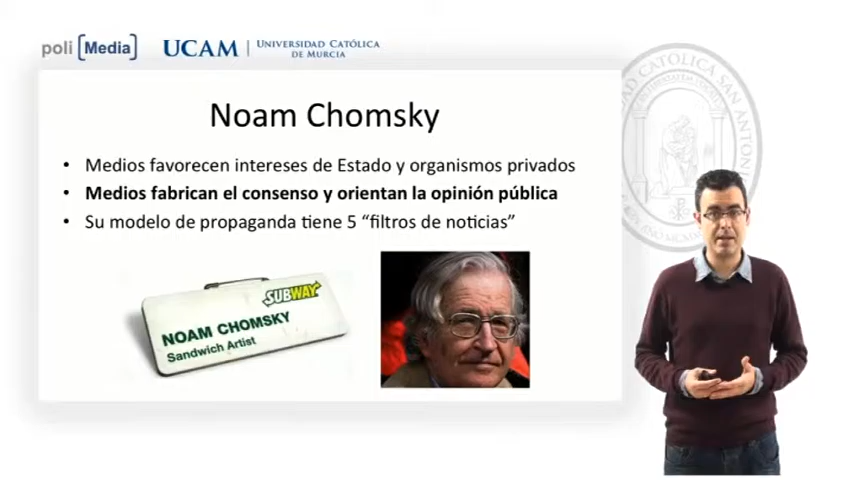 poli [Media]
UCAM | UNIVERSIDAD CATÓLICA
DE MURCIA
Noam Chomsky
• Medios favorecen intereses de Estado y organismos privados
• Medios fabrican el consenso y orientan la opinión pública
• Su modelo de propaganda tiene 5 “filtros de noticias”
SUBWAY
NOAM CHOMSKY
Sandwich Artist